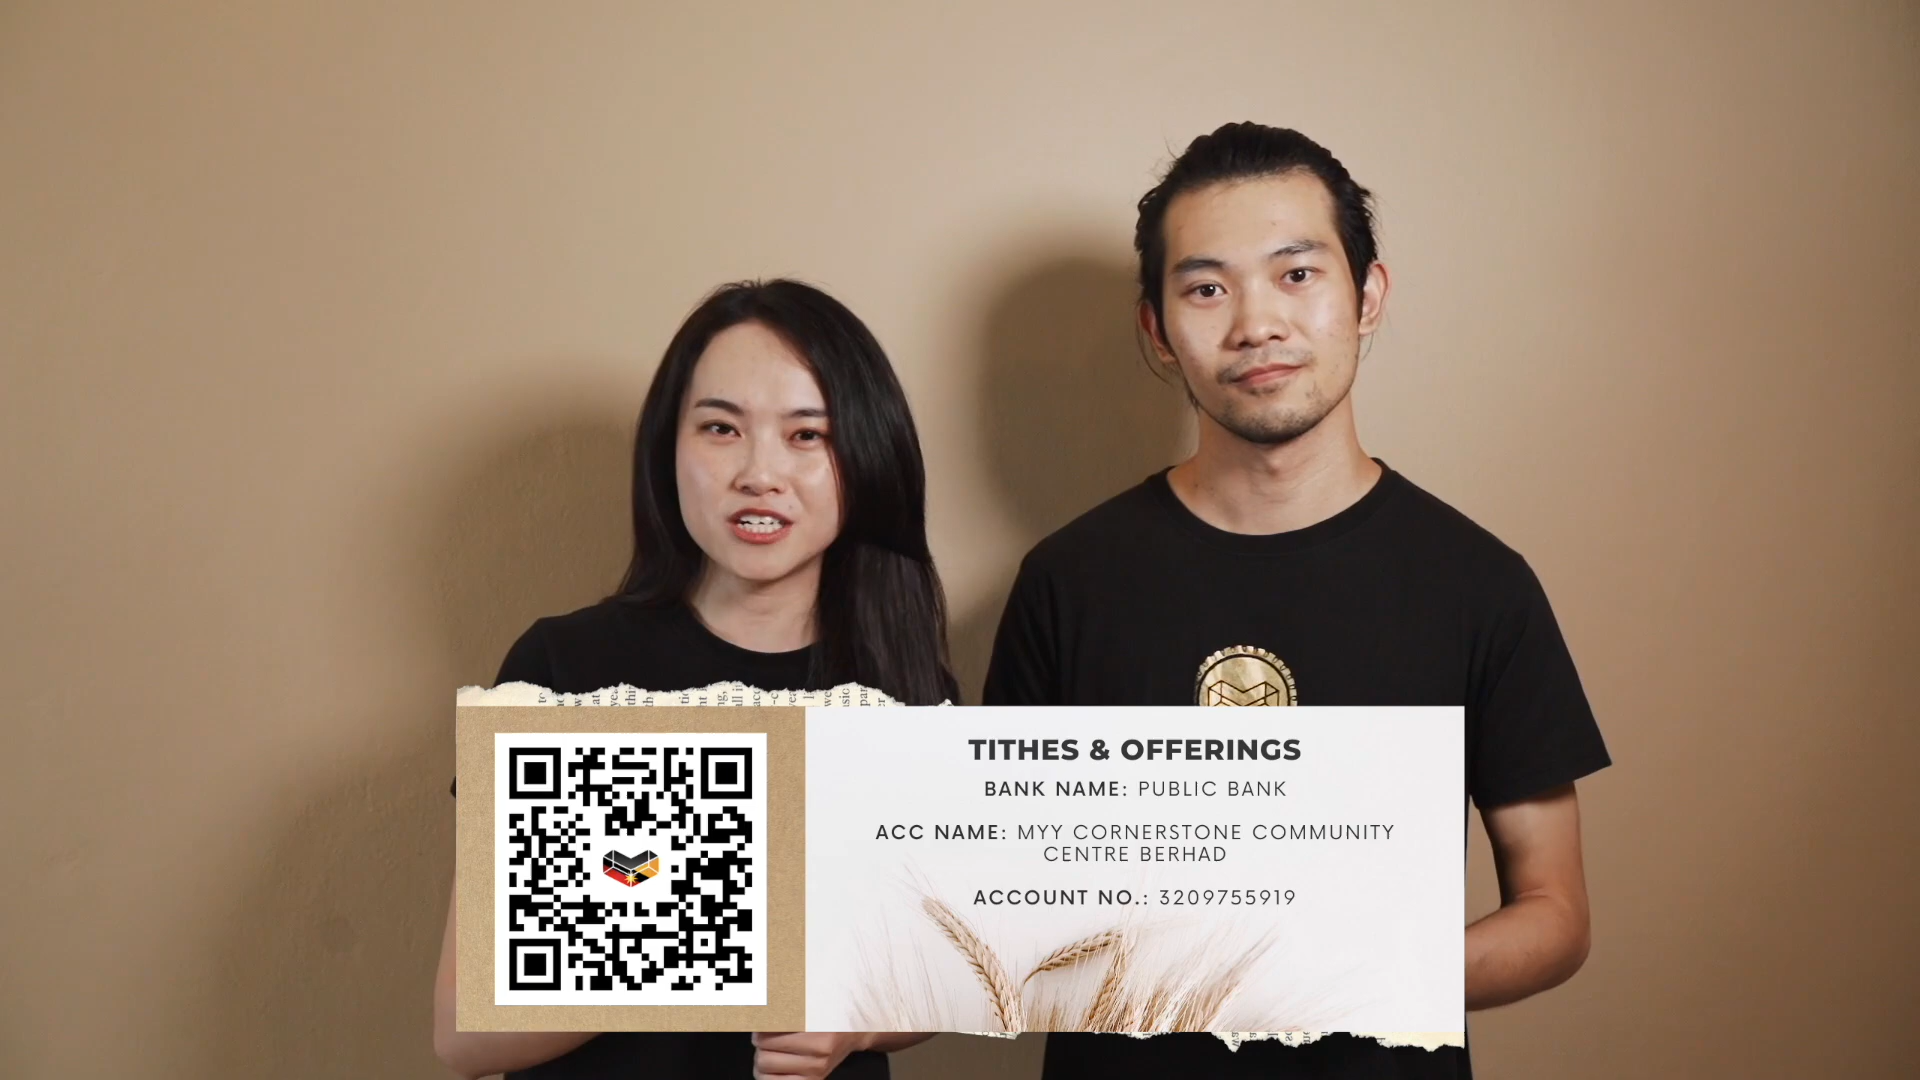 TITHES & OFFERINGS
BANK NAME: PUBLIC BANK
ACC NAME: MYY CORNERSTONE COMMUNITY
CENTRE BERHAD
ACCOUNT NO.: 3209755919